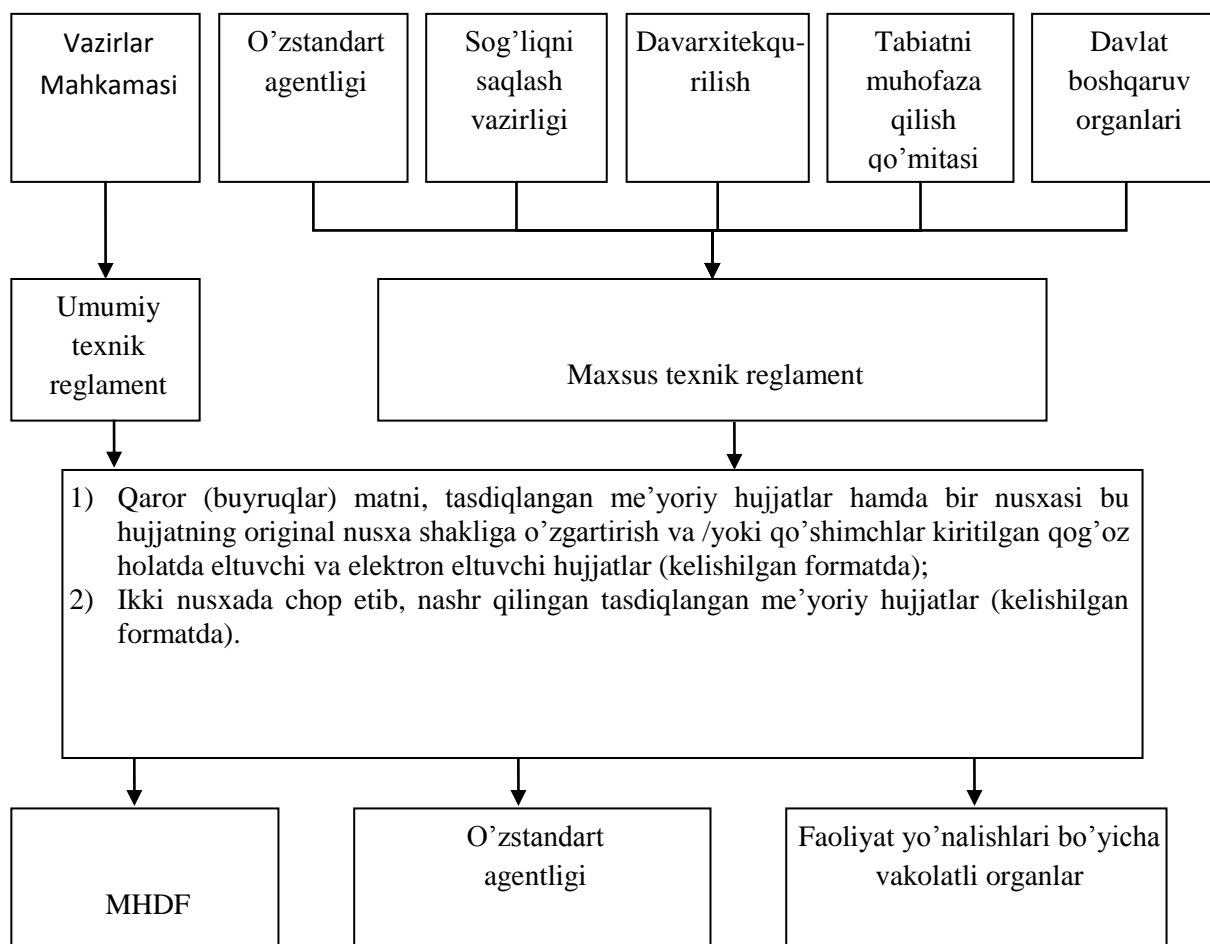 Vazirlar
Mahkamasi
O’zstandart
agentligi
Sog’liqni
saqlash
vazirligi
Davarxitekqu-
rilish
Tabiatni
muhofaza
qilish
qo’mitasi
Davlat
boshqaruv
organlari
Umumiy
texnik
reglament
Maxsus texnik reglament
1) Qaror (buyruqlar) matni, tasdiqlangan me’yoriy hujjatlar hamda bir nusxasi bu
hujjatning original nusxa shakliga o’zgartirish va /yoki qo’shimchlar kiritilgan qog’oz
holatda eltuvchi va elektron eltuvchi hujjatlar (kelishilgan formatda);
2) Ikki nusxada chop etib, nashr qilingan tasdiqlangan me’yoriy hujjatlar (kelishilgan
formatda).
MHDF
O’zstandart
agentligi
Faoliyat yo’nalishlari bo’yicha
vakolatli organlar